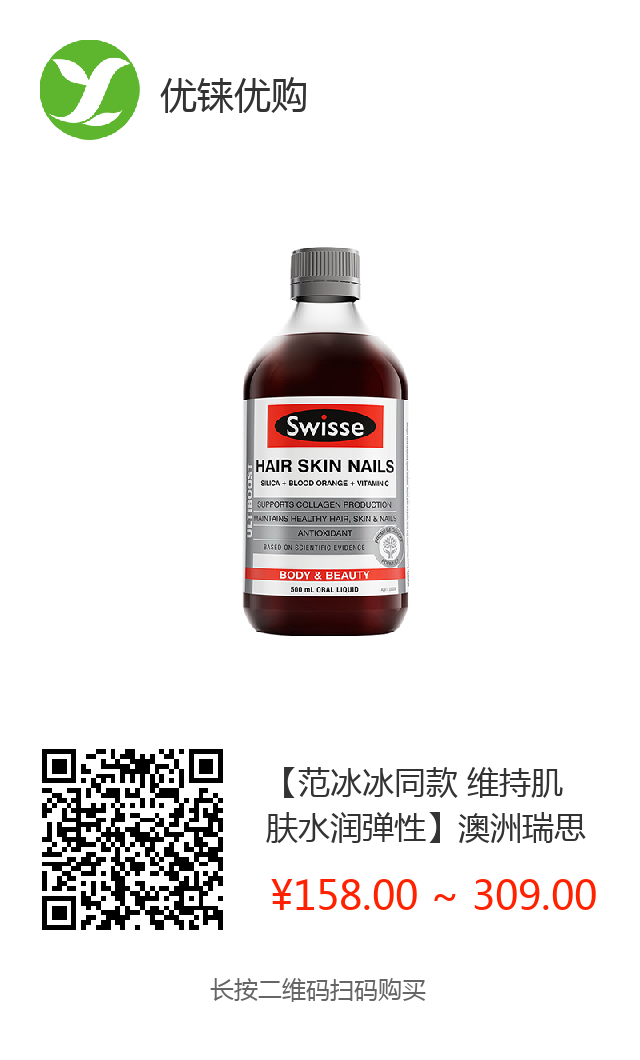 优铼优购
Swisse
HAIR SKIN NAILS
SILICA + BLOOD ORANGE + VITAMIN C
ULTIBOOST
SUPPORTS COLLAGEN PRODUCTION
MAINTAINS HEALTHY HAIR, SKIN & NAILS
ANTIOXIDANT
BASED ON SCIENTIFIC EVIDENCE
BODY & BEAUTY
500 mL ORAL LIQUID
【范冰冰同款 维持肌
肤水润弹性】澳洲瑞思
¥158.00 ~ 309.00
长按二维码扫码购买